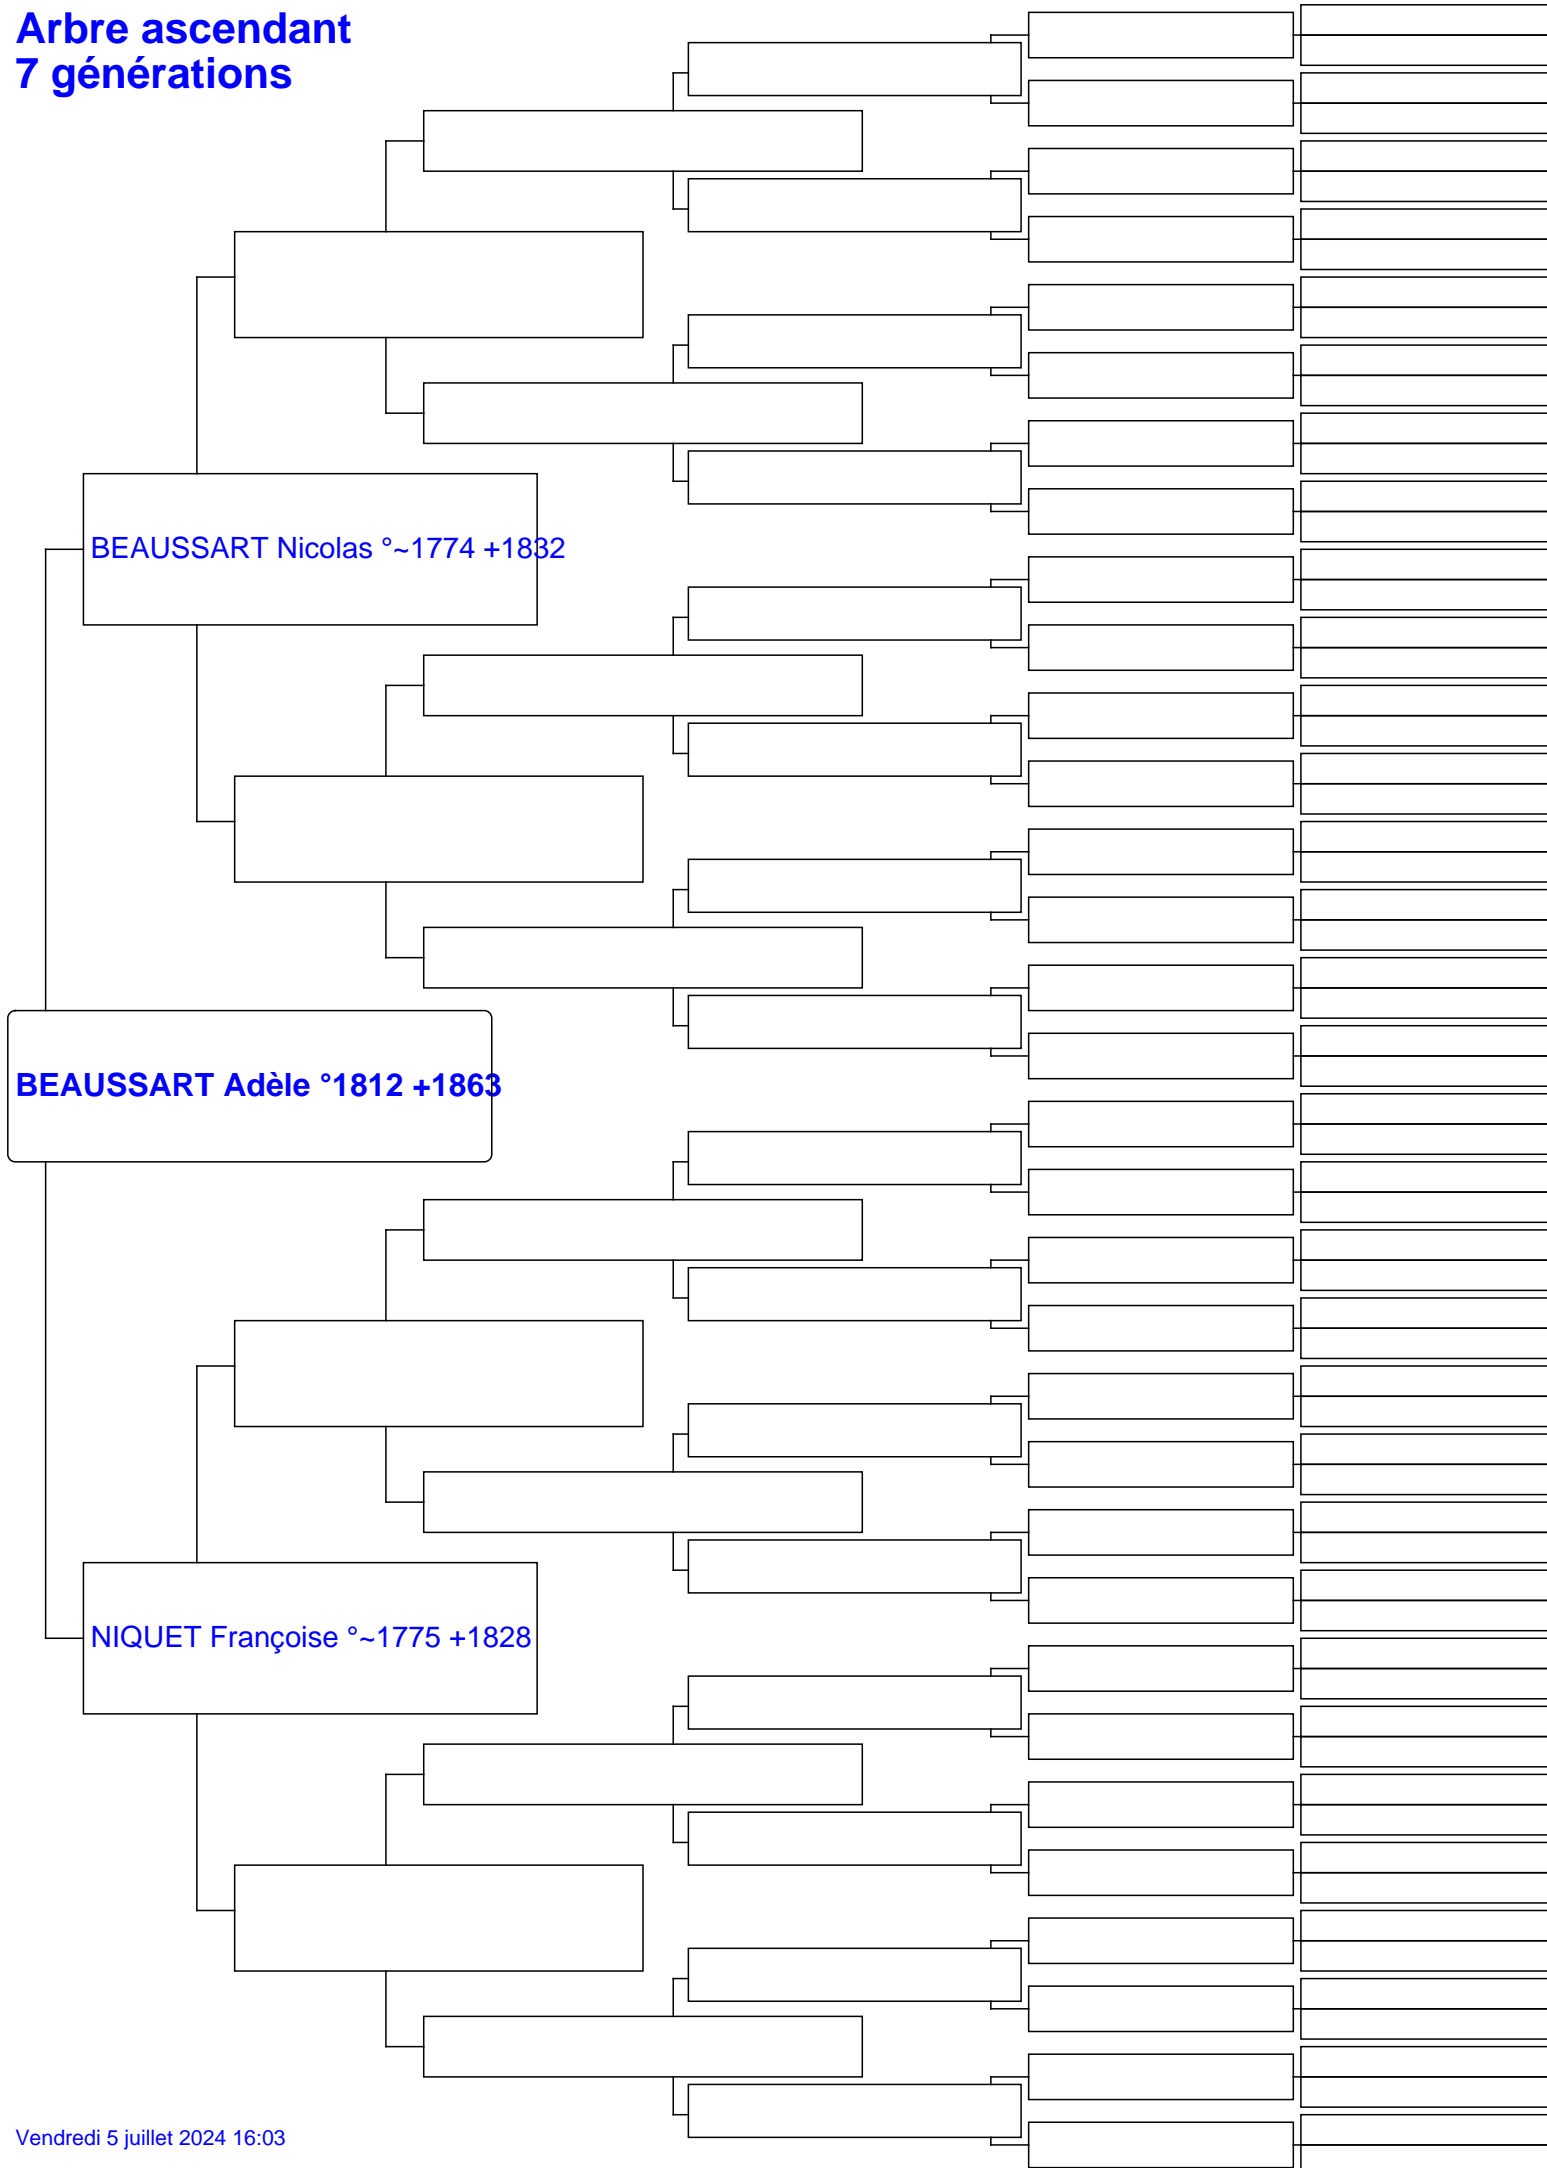 Arbre ascendant
7 générations
BEAUSSART Nicolas °~1774 +1832
BEAUSSART Adèle °1812 +1863
NIQUET Françoise °~1775 +1828
Vendredi 5 juillet 2024 16:03